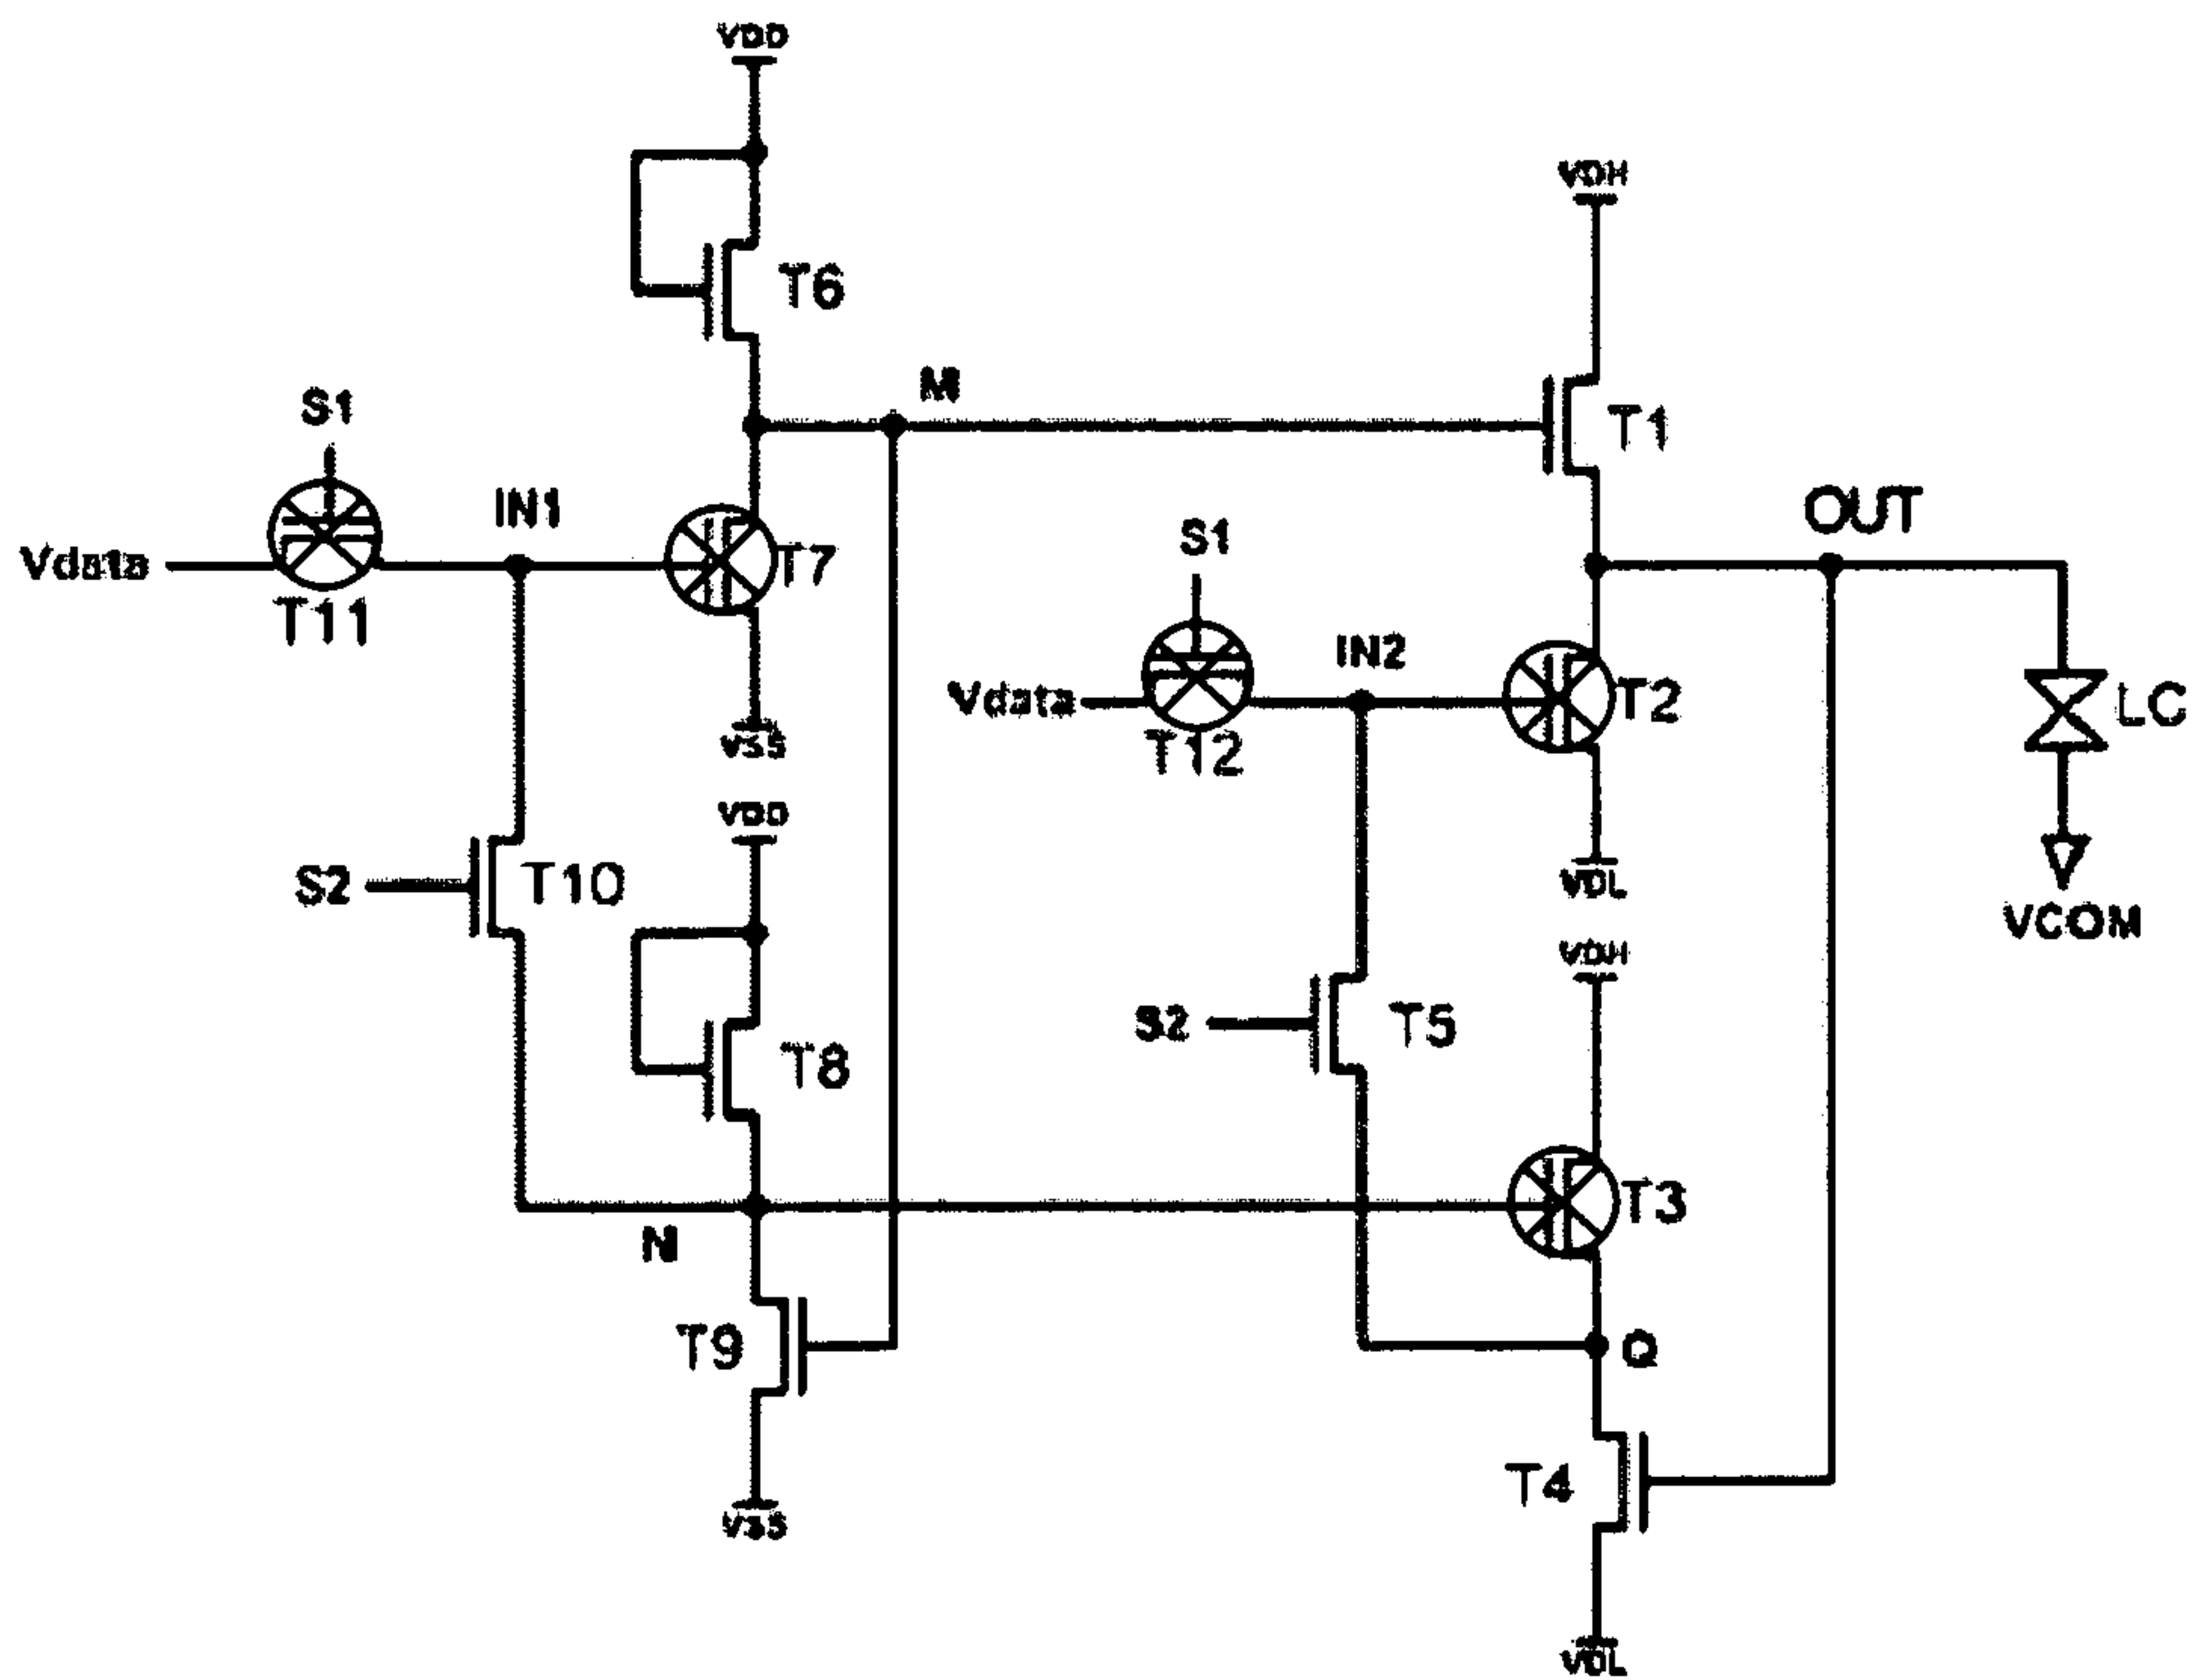 VDD
VDH
T6
M
S1
T1
IN1
OUT
S1
Vdata
T7
T11
IN2
Vdata
T2
LC
VSS
T12
VDD
S2
T10
VDL
VCOM
VDH
S2
T5
T8
T3
N
T9
Q
T4
VSS
VDL